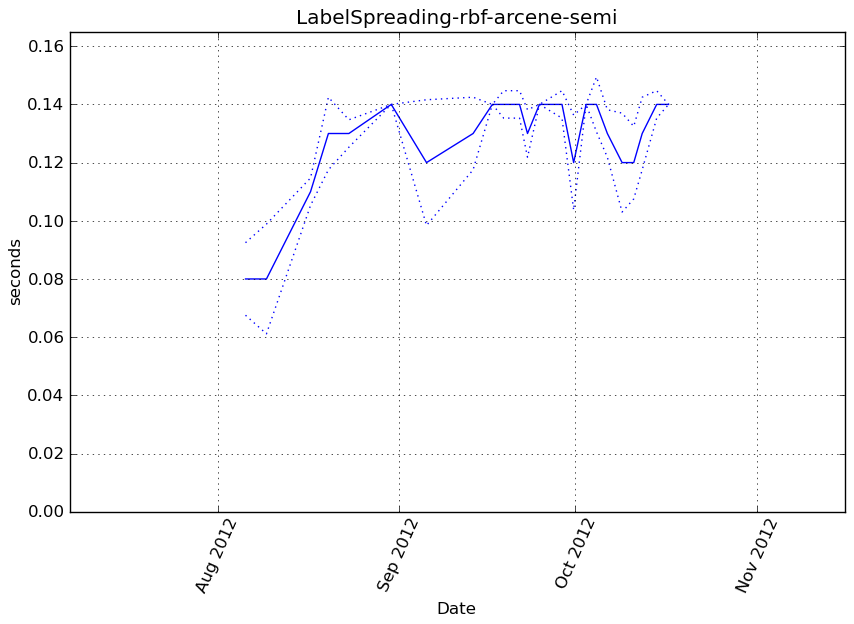 LabelSpreading-rbf-arcene-semi
0.16
0.14
0.12
0.10
0.08
0.06
0.04
0.02
0.00
seconds
Aug 2012
Sep 2012
Oct 2012
Nov 2012
Date